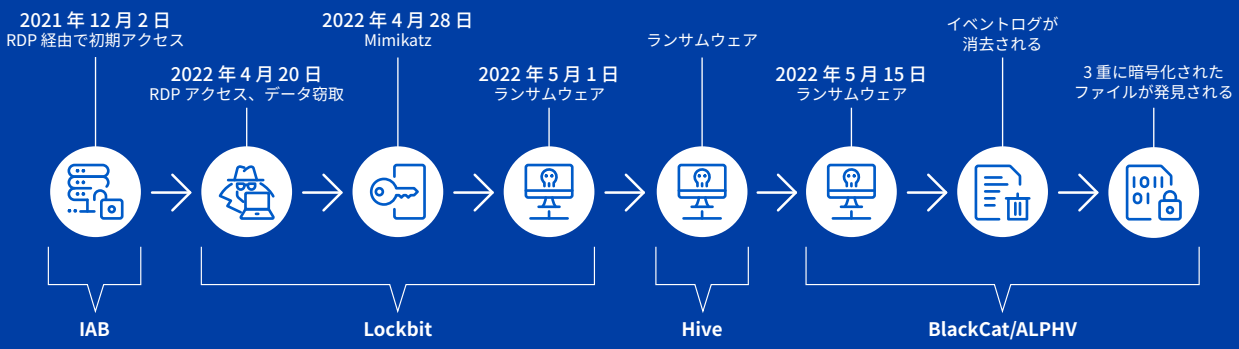 2021 年 12 月 2 日
RDP 経由で初期アクセス
2022 年 4 月 20 日
RDP アクセス、データ窃取
2022 年 4 月 28 日
Mimikatz
2022 年 5 月 1 日
ランサムウェア
ランサムウェア
2022 年 5 月 15 日
ランサムウェア
イベントログが
消去される
3 重に暗号化された
ファイルが発見される
1011
01
IAB
Lockbit
Hive
BlackCat/ALPHV